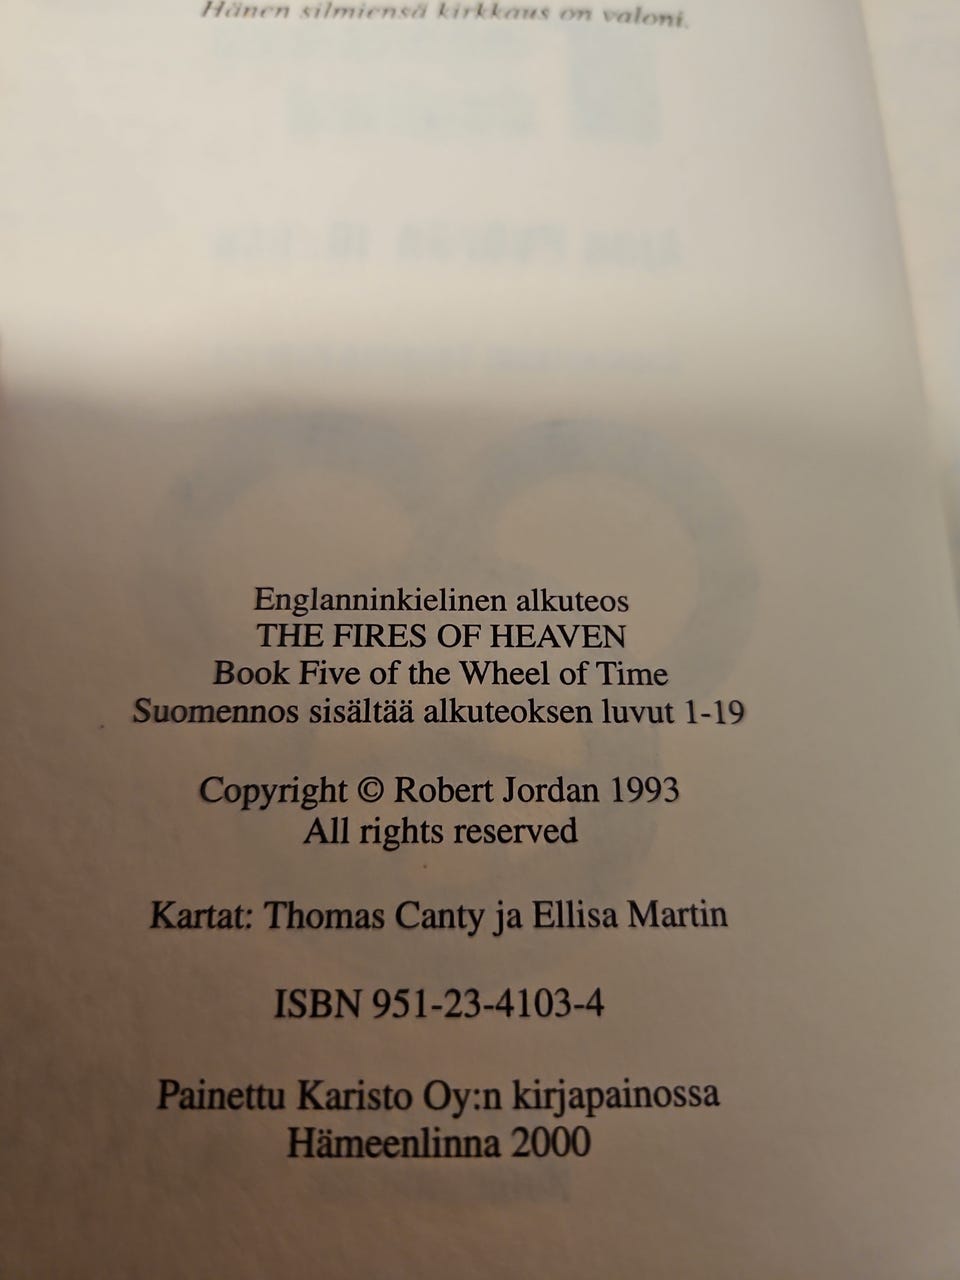 Hänen silmiensä kirkkaus on valoni.
Englanninkielinen alkuteos
THE FIRES OF HEAVEN
Book Five of the Wheel of Time
Suomennos sisältää alkuteoksen luvut 1-19
Copyright © Robert Jordan 1993
All rights reserved
Kartat: Thomas Canty ja Ellisa Martin
ISBN 951-23-4103-4
Painettu Karisto Oy:n kirjapainossa
Hämeenlinna 2000